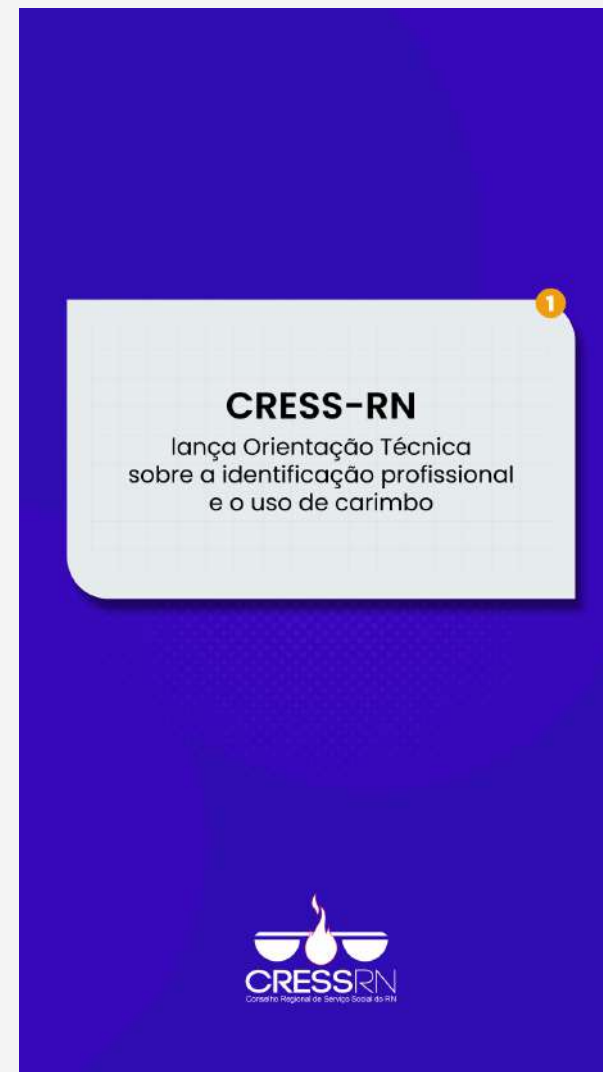 1
CRESS-RN
lança Orientação Técnica
sobre a identificação profissional
e o uso de carimbo
CRESSRN
Conselho Regional de Serviço Social do RN